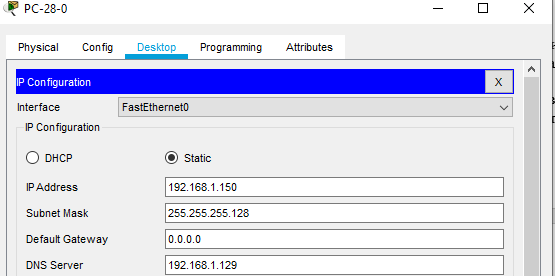 PC-28-0
Physical Config Desktop Programming Attributes
IP Configuration X
Interface FastEthernet0
IP Configuration
DHCP Static
IP Address 192.168.1.150
Subnet Mask 255.255.255.128
Default Gateway 0.0.0.0
DNS Server 192.168.1.129